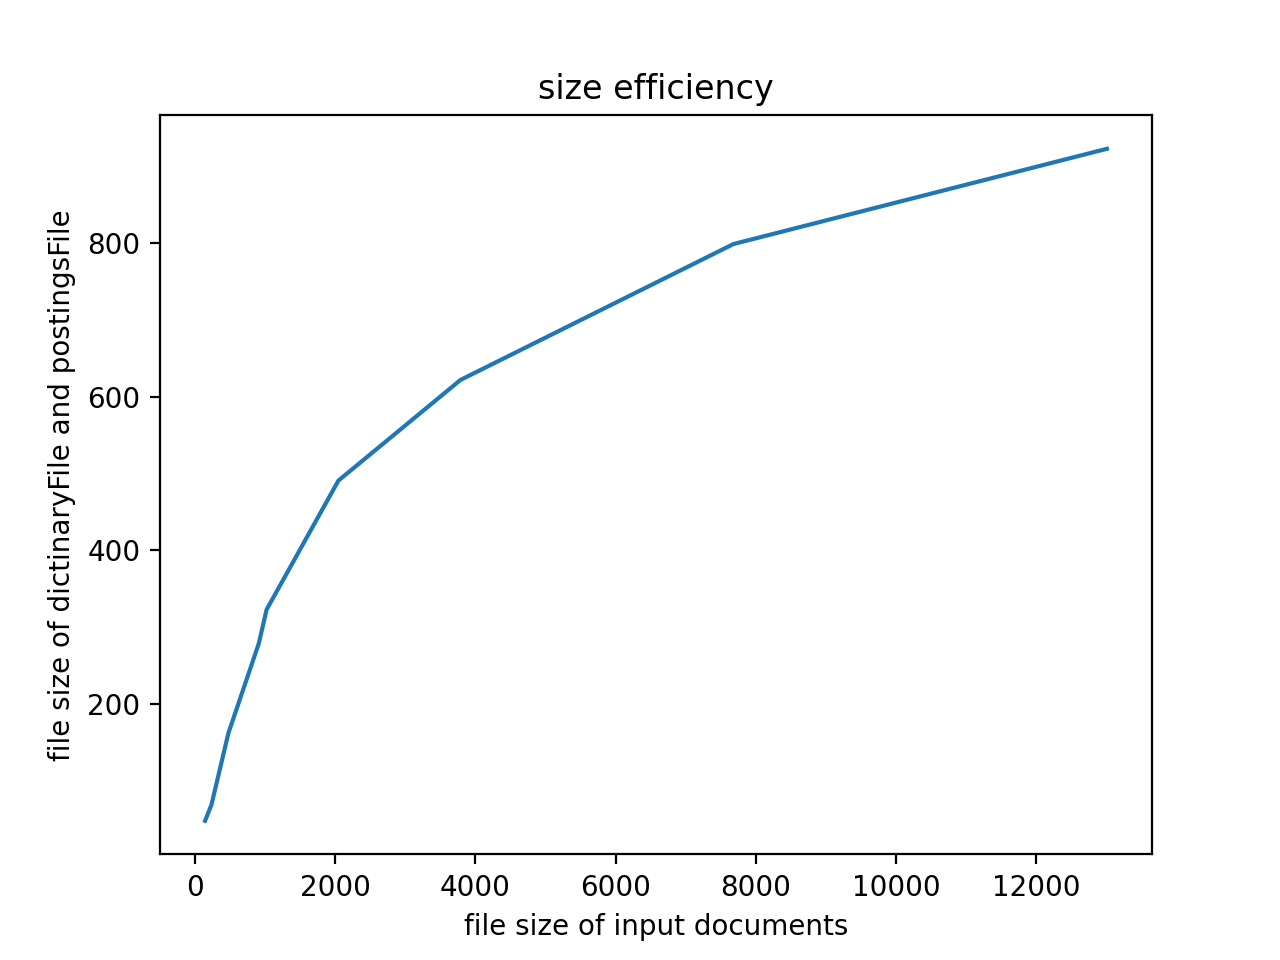 size efficiency
file size of dictinaryFile and postingsFile
800
600
400
200
0 2000 4000 6000 8000 10000 12000
file size of input documents